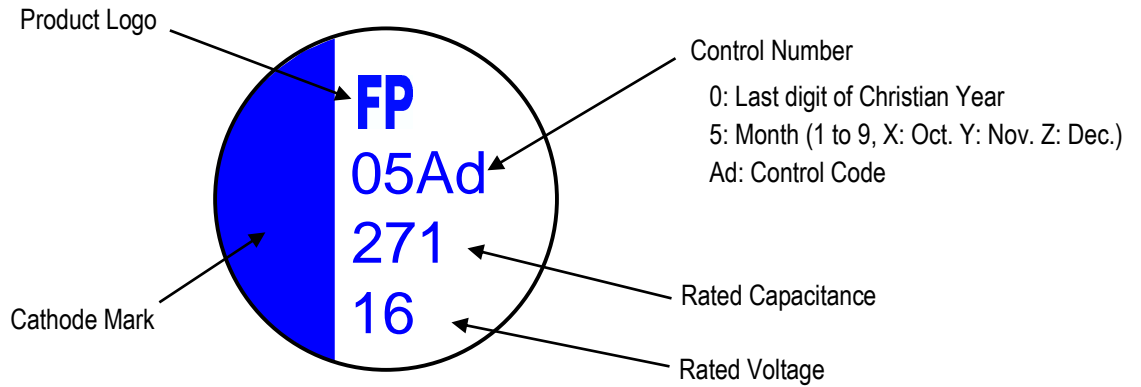 Product Logo
Control Number
0: Last digit of Christian Year
5: Month (1 to 9, X: Oct. Y: Nov. Z: Dec.)
Ad: Control Code
FP
05Ad
271
16
Rated Capacitance
Cathode Mark
Rated Voltage